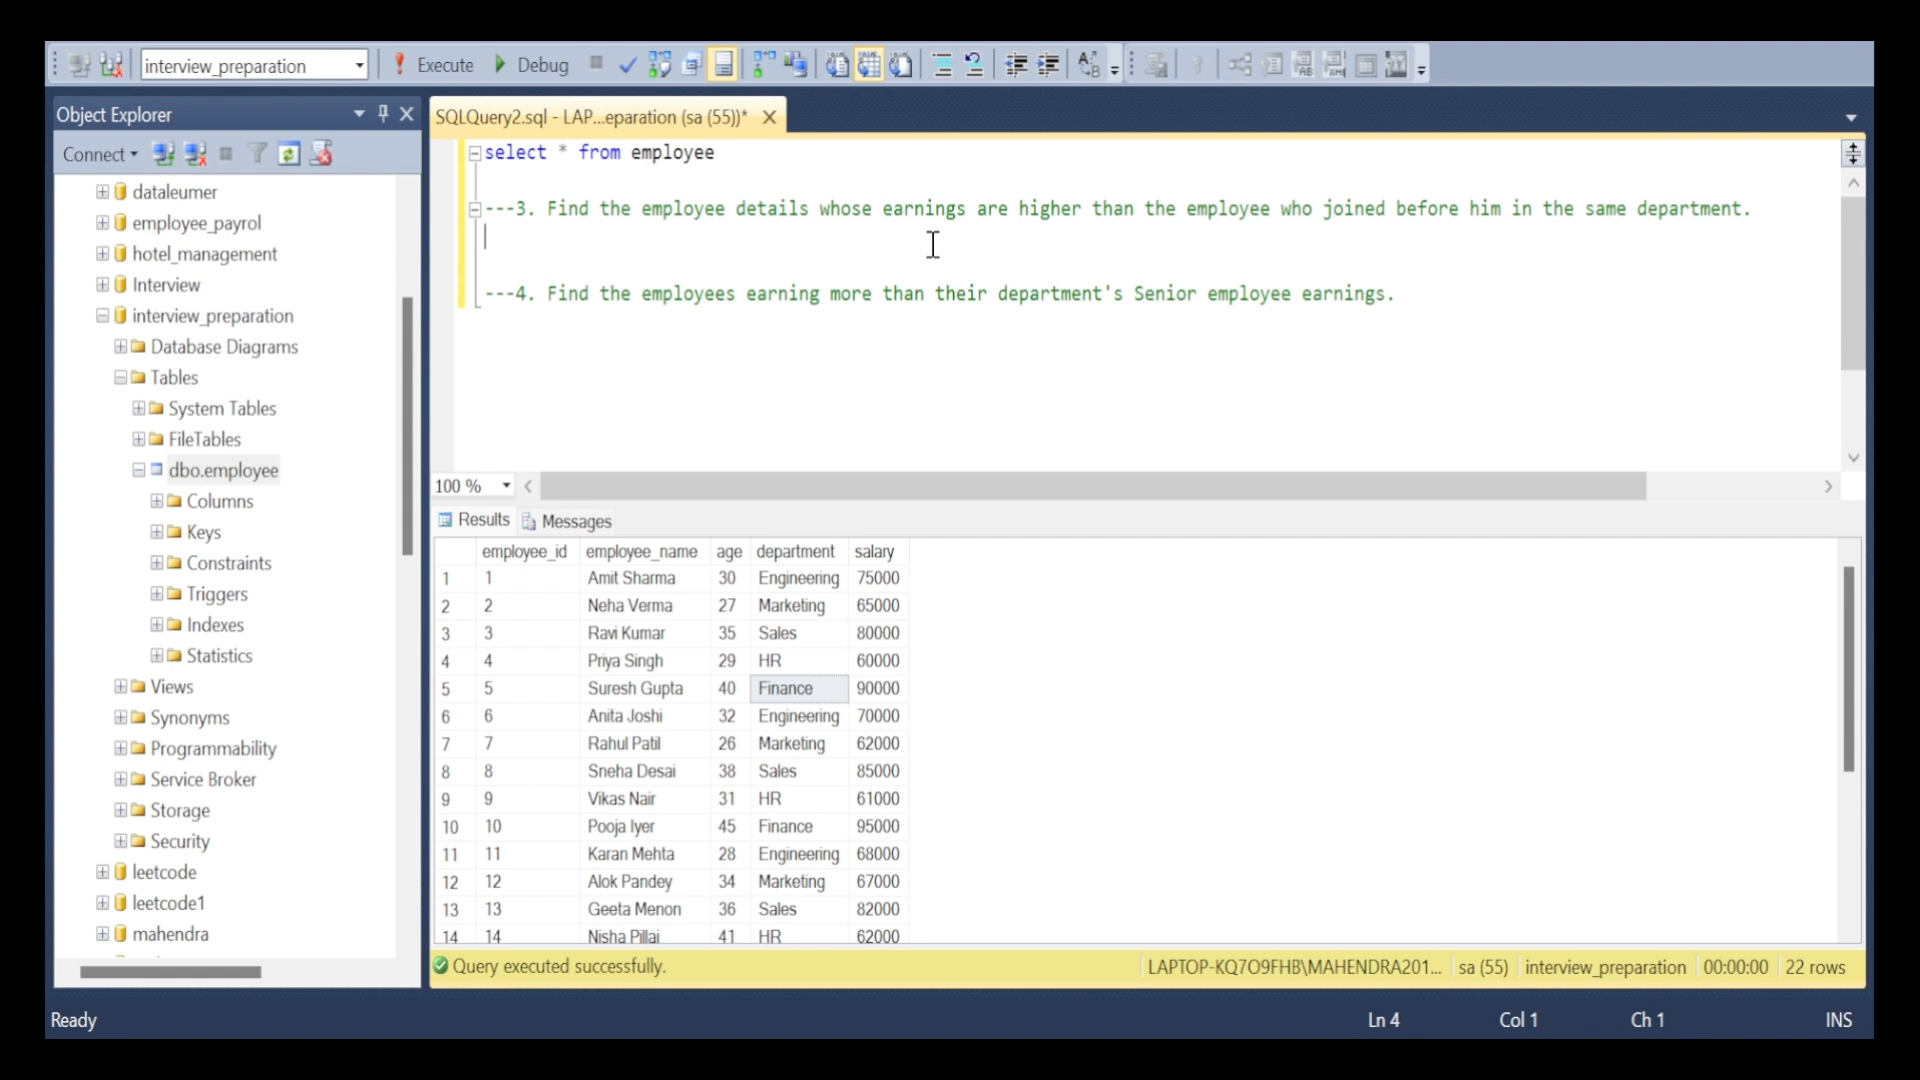 interview_preparation
Execute
Debug
Object Explorer
Connect
dataleumer
employee_payrol
hotel_management
Interview
interview_preparation
Database Diagrams
Tables
System Tables
FileTables
dbo.employee
Columns
Keys
Constraints
Triggers
Indexes
Statistics
Views
Synonyms
Programmability
Service Broker
Storage
Security
leetcode
leetcode1
mahendra
SQLQuery2.sql - LAP...eparation (sa (55))*
select * from employee
---3. Find the employee details whose earnings are higher than the employee who joined before him in the same department.
---4. Find the employees earning more than their department's Senior employee earnings.
100 %
Results Messages
employee_id employee_name age department salary
1 1 Amit Sharma 30 Engineering 75000
2 2 Neha Verma 27 Marketing 65000
3 3 Ravi Kumar 35 Sales 80000
4 4 Priya Singh 29 HR 60000
5 5 Suresh Gupta 40 Finance 90000
6 6 Anita Joshi 32 Engineering 70000
7 7 Rahul Patil 26 Marketing 62000
8 8 Sneha Desai 38 Sales 85000
9 9 Vikas Nair 31 HR 61000
10 10 Pooja Iyer 45 Finance 95000
11 11 Karan Mehta 28 Engineering 68000
12 12 Alok Pandey 34 Marketing 67000
13 13 Geeta Menon 36 Sales 82000
14 14 Nisha Pillai 41 HR 62000
Query executed successfully.
LAPTOP-KQ7O9FHB\MAHENDRA201... sa (55) interview_preparation 00:00:00 22 rows
Ready
Ln 4 Col 1 Ch 1 INS